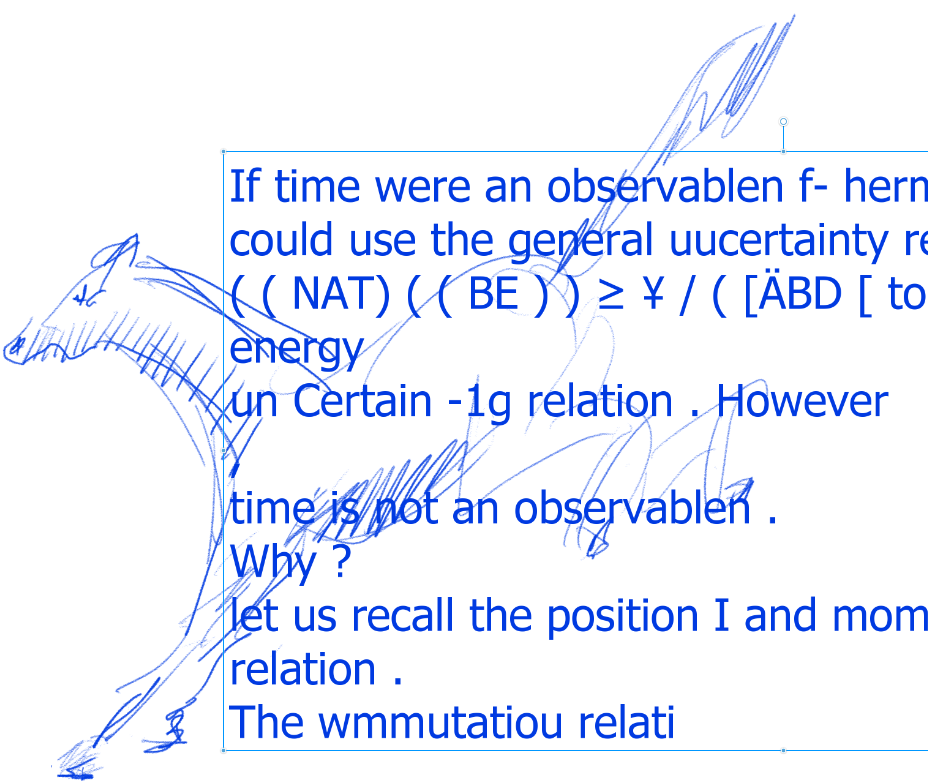 If time were an observablen f- herm
could use the general uucertainty re
( ( NAT) ( ( BE ) ) ≥ ¥ / ( [ÄBD [ to
energy
un Certain -1g relation . However
time is not an observablen .
Why ?
let us recall the position I and mom
relation .
The wmmutatiou relati